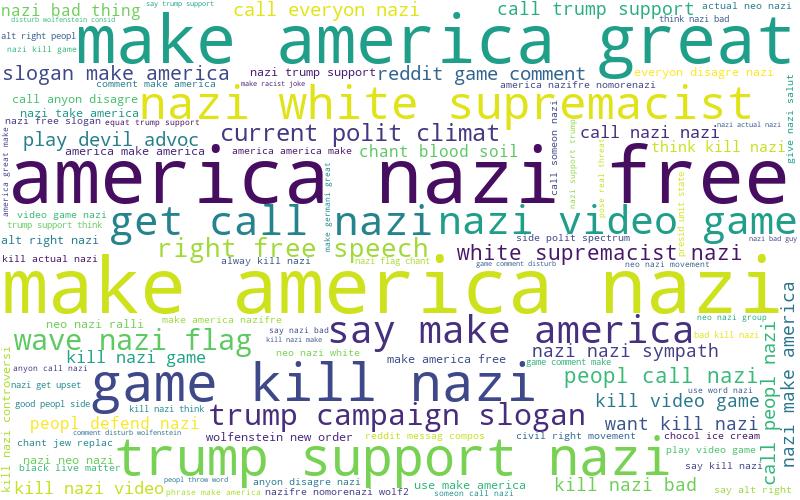 nazi bad thing
say trump support
call everyon nazi
call trump support
actual neo nazi
disturb wolfenstein consid
think nazi bad
make america great
alt right peopl
nazi kill game
slogan make america
nazi trump support
reddit game comment
everyon disagre nazi
comment make america
make racist joke
america nazifre nomorenazi
call anyon disagre
nazi white supremacist
nazi take america
nazi free slogan
equat trump support
current polit climat
call nazi nazi
nazi actual nazi
give nazi salut
play devil advoc
think kill nazi
america great make
america make america
america america make
chant blood soil
call someon nazi
nazi support trump
pose real threat
america nazi free
make germani great
presid unit state
video game nazi
trump support think
get call nazi
nazi video game
alt right nazi
right free speech
side polit spectrum
nazi bad guy
white supremacist nazi
kill actual nazi
alway kill nazi
nazi flag chant
game comment disturb
neo nazi movement
make america nazi
neo nazi ralli
make america nazifre
say nazi bad
say make america
neo nazi group
bad kill nazi
wave nazi flag
kill nazi make
kill nazi game
neo nazi white
make america free
nazi nazi sympath
anyon call nazi
game comment make
nazi get upset
game kill nazi
peopl call nazi
use word nazi
good peopl side
kill video game
kill nazi think
peopl defend nazi
trump campaign slogan
want kill nazi
comment disturb wolfenstein
chant jew replac
wolfenstein new order
reddit messag compos
civil right movement
chocol ice cream
nazi neo nazi
trump support nazi
play video game
black live matter
say kill nazi
peopl throw word
anyon disagre nazi
kill nazi video
phrase make america
nazifre nomorenazi wolf2
use make america
someon call nazi
kill nazi bad
say alt right
kill nazi controversi
call peopl nazi
nazi make america